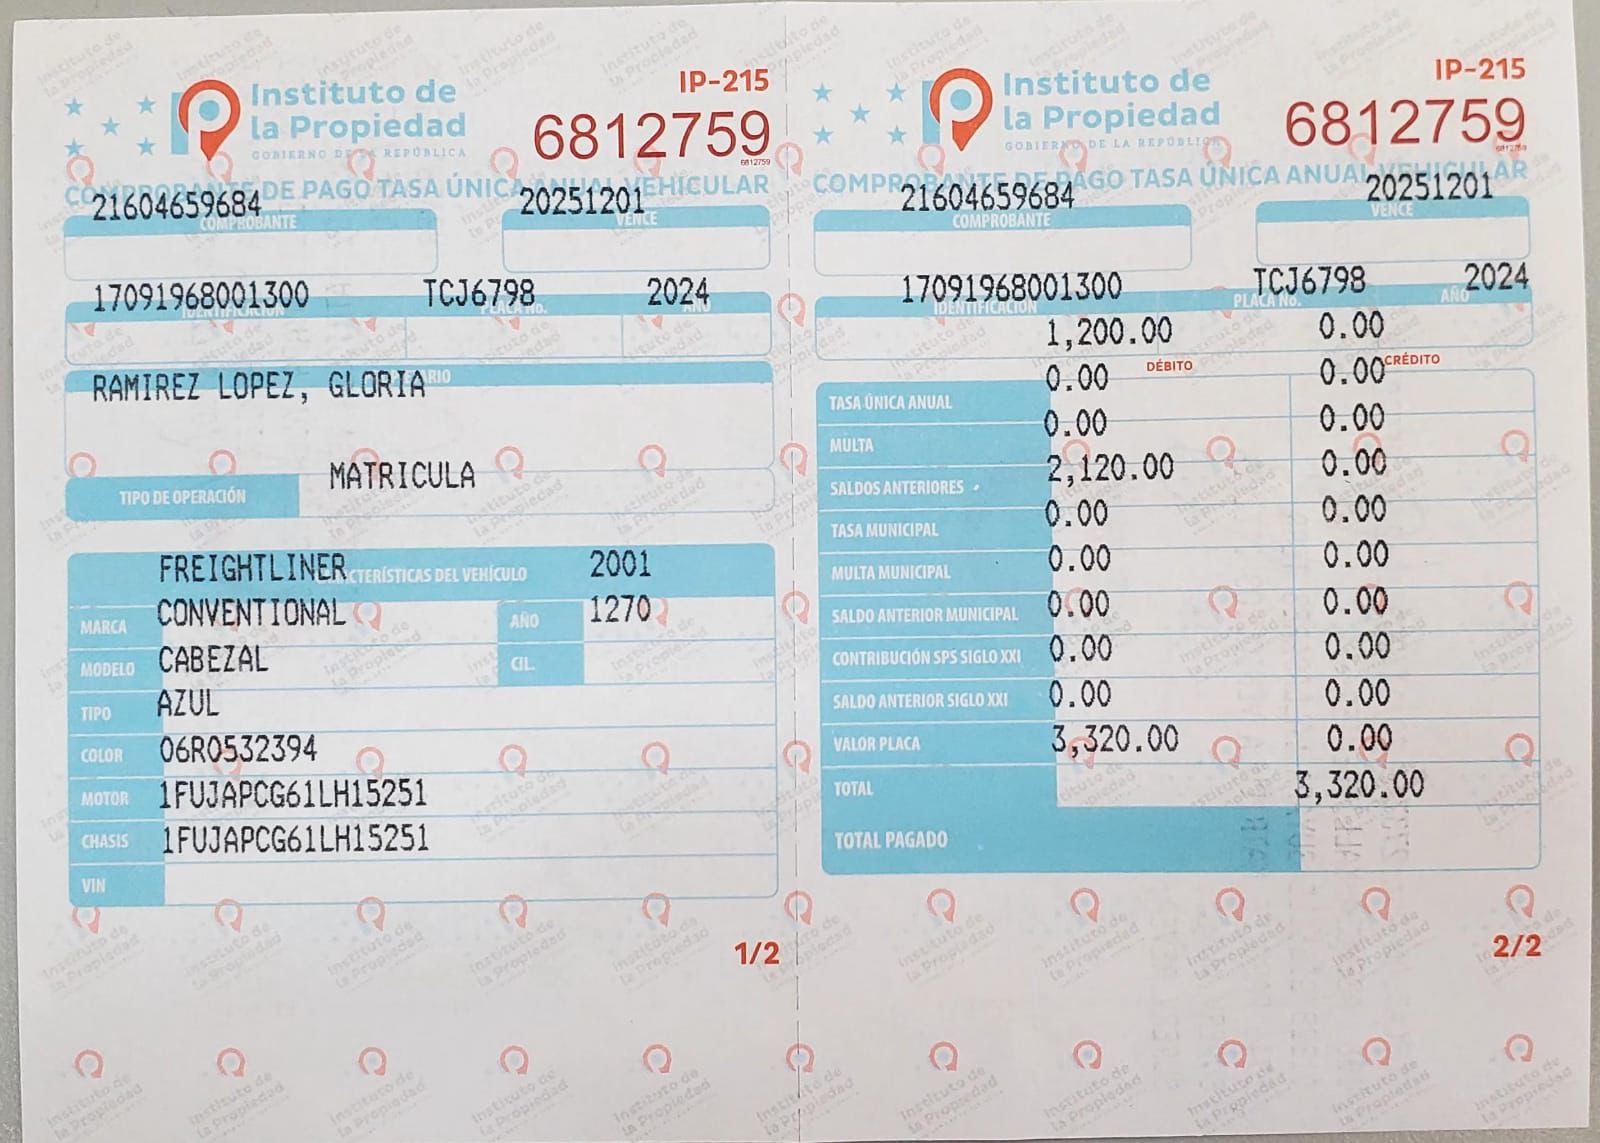 IP-215
Instituto de
la Propiedad
GOBIERNO DE LA REPÚBLICA
6812759
6812759
COMPROBANTE DE PAGO TASA ÚNICA ANUAL VEHICULAR
21604659684 20251201
COMPROBANTE VENCE
17091968001300 TCJ6798 2024
IDENTIFICACIÓN PLACA No. AÑO
RAMIREZ LOPEZ, GLORIA
MATRICULA
TIPO DE OPERACIÓN
FREIGHTLINER 2001
CARACTERÍSTICAS DEL VEHÍCULO
CONVENTIONAL 1270
MARCA AÑO
CABEZAL
MODELO CIL.
AZUL
TIPO
06R0532394
COLOR
1FUJAPCG61LH15251
MOTOR
1FUJAPCG61LH15251
CHASIS
VIN
1/2
IP-215
Instituto de
la Propiedad
GOBIERNO DE LA REPÚBLICA
6812759
6812759
COMPROBANTE DE PAGO TASA ÚNICA ANUAL VEHICULAR
21604659684 20251201
COMPROBANTE VENCE
17091968001300 TCJ6798 2024
IDENTIFICACIÓN PLACA No. AÑO
1,200.00 0.00
DÉBITO CRÉDITO
0.00 0.00
TASA ÚNICA ANUAL
0.00 0.00
MULTA
2,120.00 0.00
SALDOS ANTERIORES
0.00 0.00
TASA MUNICIPAL
0.00 0.00
MULTA MUNICIPAL
0.00 0.00
SALDO ANTERIOR MUNICIPAL
0.00 0.00
CONTRIBUCIÓN SPS SIGLO XXI
0.00 0.00
SALDO ANTERIOR SIGLO XXI
3,320.00 0.00
VALOR PLACA
3,320.00
TOTAL
TOTAL PAGADO
2/2